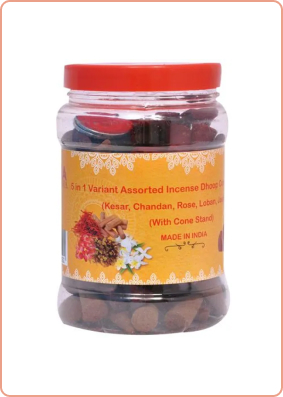 5 in 1 Variant Assorted Incense Dhoop
(Kesar, Chandan, Rose, Loban,
(With Cone Stand)
MADE IN INDIA